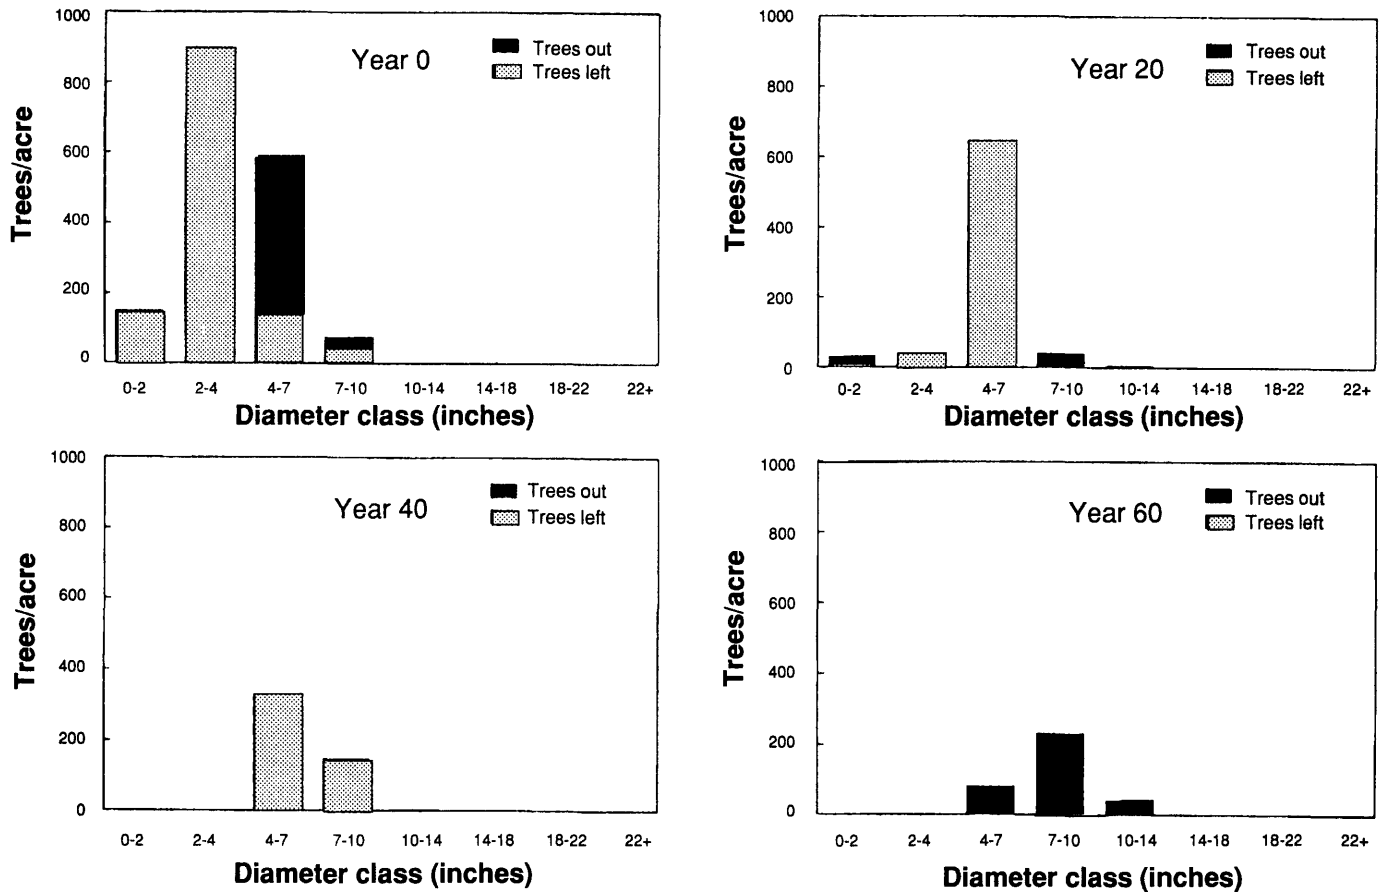 1000
800
600
400
200
0
Trees/acre
Year 0
Trees out
Trees left
0-2 2-4 4-7 7-10 10-14 14-18 18-22 22+
Diameter class (inches)
1000
800
600
400
200
0
Trees/acre
Year 20
Trees out
Trees left
0-2 2-4 4-7 7-10 10-14 14-18 18-22 22+
Diameter class (inches)
1000
800
600
400
200
0
Trees/acre
Year 40
Trees out
Trees left
0-2 2-4 4-7 7-10 10-14 14-18 18-22 22+
Diameter class (inches)
1000
800
600
400
200
0
Trees/acre
Year 60
Trees out
Trees left
0-2 2-4 4-7 7-10 10-14 14-18 18-22 22+
Diameter class (inches)